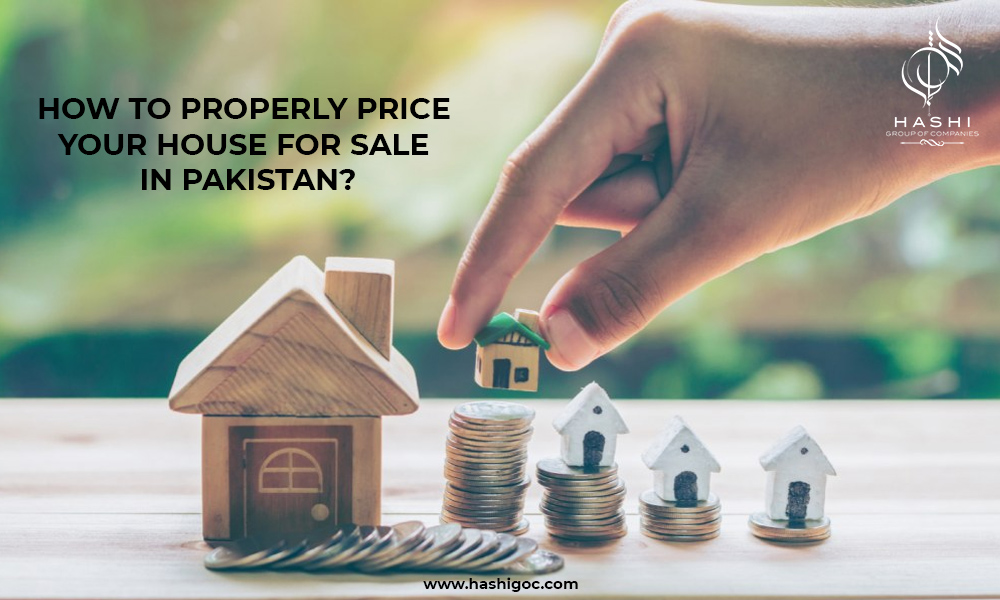 HOW TO PROPERLY PRICE
YOUR HOUSE FOR SALE
IN PAKISTAN?
HASHI
GROUP OF COMPANIES
www.hashigoc.com